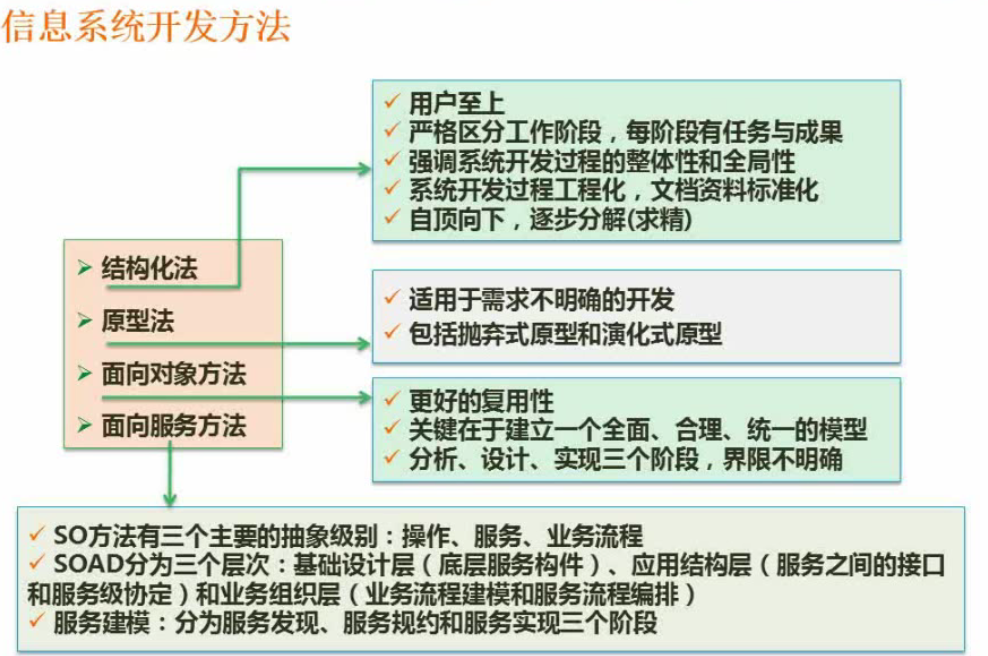 信息系统开发方法
用户至上
严格区分工作阶段，每阶段有任务与成果
强调系统开发过程的整体性和全局性
系统开发过程工程化，文档资料标准化
自顶向下，逐步分解(求精)
结构化法
原型法
面向对象方法
面向服务方法
适用于需求不明确的开发
包括抛弃式原型和演化式原型
更好的复用性
关键在于建立一个全面、合理、统一的模型
分析、设计、实现三个阶段，界限不明确
SO方法有三个主要的抽象级别：操作、服务、业务流程
SOAD分为三个层次：基础设计层（底层服务构件）、应用结构层（服务之间的接口
和服务级协定）和业务组织层（业务流程建模和服务流程编排）
服务建模：分为服务发现、服务规约和服务实现三个阶段